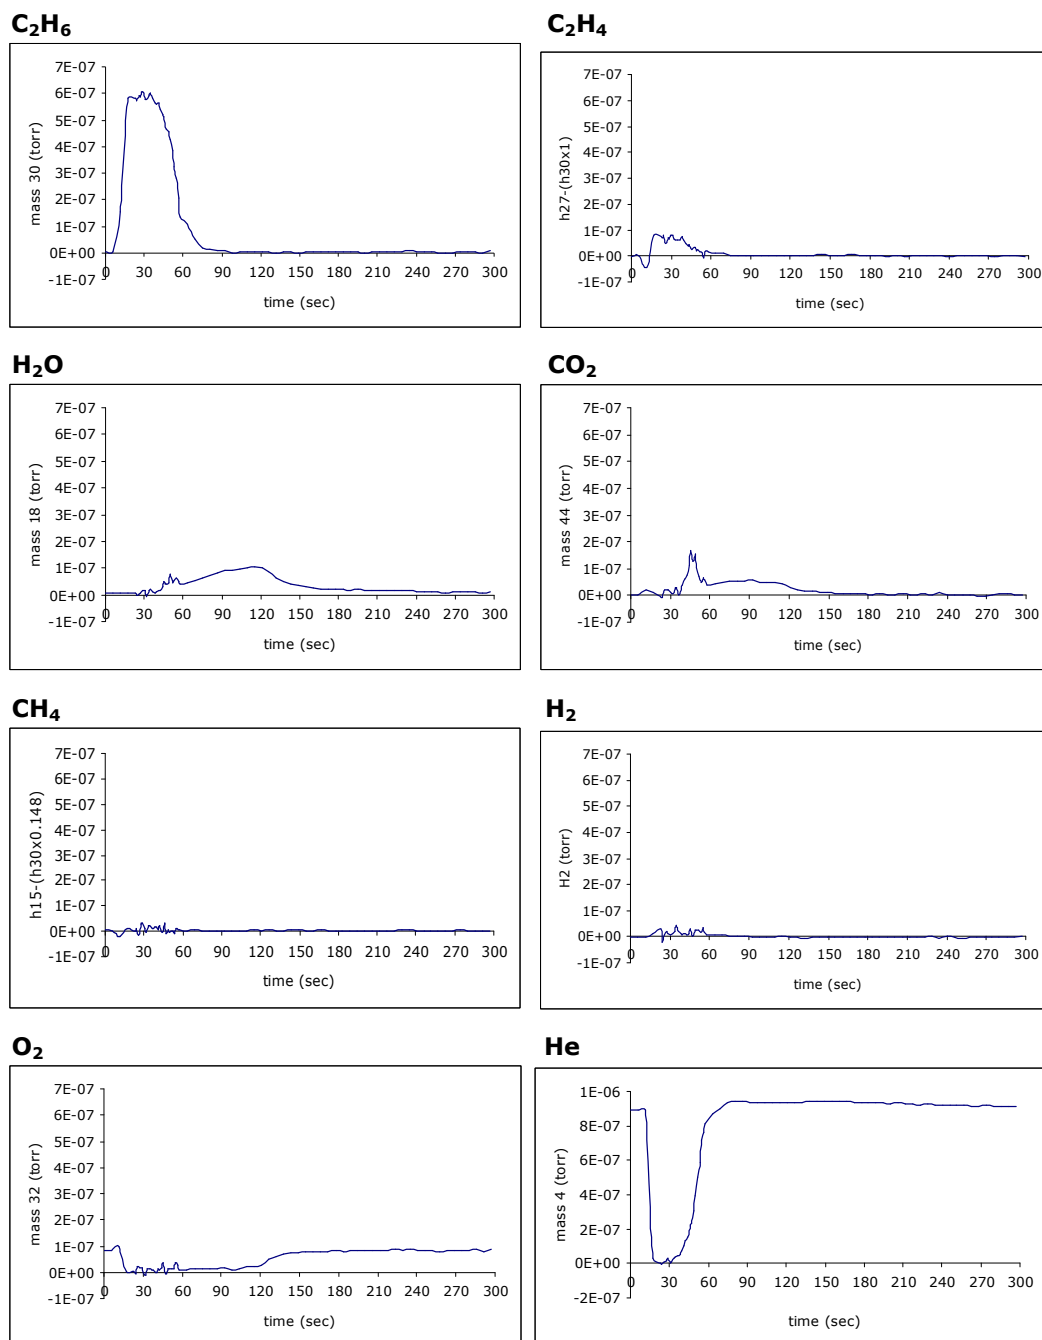 C₂H₆
7E-07
6E-07
5E-07
4E-07
3E-07
2E-07
1E-07
0E+00
-1E-07
mass 30 (torr)
0 30 60 90 120 150 180 210 240 270 300
time (sec)
C₂H₄
7E-07
6E-07
5E-07
4E-07
3E-07
2E-07
1E-07
0E+00
-1E-07
h27-(h30x1)
0 30 60 90 120 150 180 210 240 270 300
time (sec)
H₂O
7E-07
6E-07
5E-07
4E-07
3E-07
2E-07
1E-07
0E+00
-1E-07
mass 18 (torr)
0 30 60 90 120 150 180 210 240 270 300
time (sec)
CO₂
7E-07
6E-07
5E-07
4E-07
3E-07
2E-07
1E-07
0E+00
-1E-07
mass 44 (torr)
0 30 60 90 120 150 180 210 240 270 300
time (sec)
CH₄
7E-07
6E-07
5E-07
4E-07
3E-07
2E-07
1E-07
0E+00
-1E-07
h15-(h30x0.148)
0 30 60 90 120 150 180 210 240 270 300
time (sec)
H₂
7E-07
6E-07
5E-07
4E-07
3E-07
2E-07
1E-07
0E+00
-1E-07
H2 (torr)
0 30 60 90 120 150 180 210 240 270 300
time (sec)
O₂
7E-07
6E-07
5E-07
4E-07
3E-07
2E-07
1E-07
0E+00
-1E-07
mass 32 (torr)
0 30 60 90 120 150 180 210 240 270 300
time (sec)
He
1E-06
8E-07
6E-07
4E-07
2E-07
0E+00
-2E-07
mass 4 (torr)
0 30 60 90 120 150 180 210 240 270 300
time (sec)